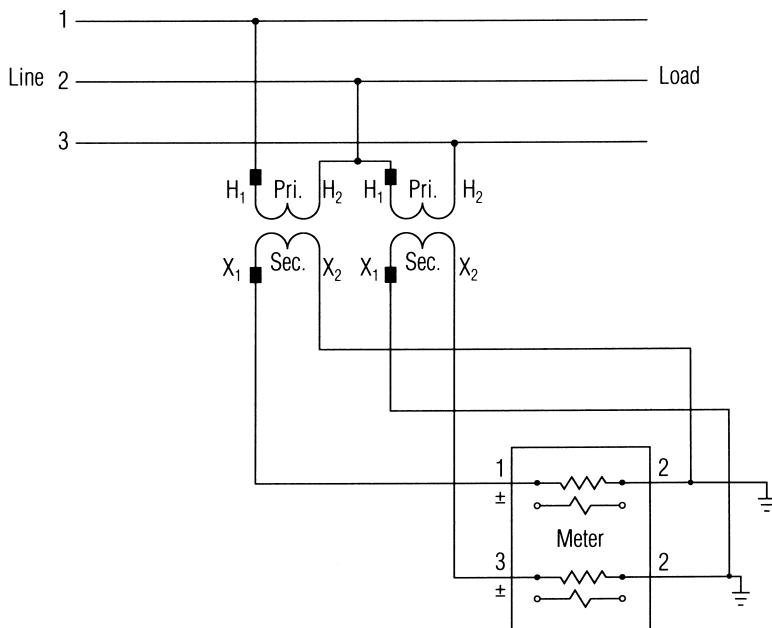 1
Line 2 Load
3
H₁ Pri. H₂ H₁ Pri. H₂
X₁ Sec. X₂ X₁ Sec. X₂
1 2
±
Meter
3 2
±